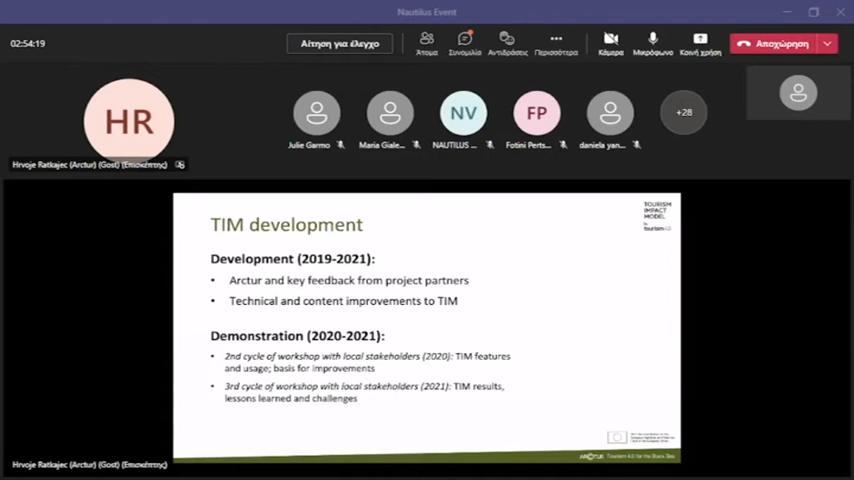 Nautilus Event
02:54:19
Αίτηση για έλεγχο
Άτομα
Συνομιλία
Αντιδράσεις
Περισσότερα
Κάμερα
Μικρόφωνο
Κοινή χρήση
Αποχώρηση
HR
NV
FP
+28
Hrvoje Ratkajec (Arctur) (Gost) (Επισκέπτης)
Julie Garmo
Maria Giale...
NAUTILUS ...
Fotini Perts...
daniela yan...
TIM development
TOURISM
IMPACT
MODEL
Development (2019-2021):
• Arctur and key feedback from project partners
• Technical and content improvements to TIM
Demonstration (2020-2021):
• 2nd cycle of workshop with local stakeholders (2020): TIM features
and usage; basis for improvements
• 3rd cycle of workshop with local stakeholders (2021): TIM results,
lessons learned and challenges
ARCTUR Tourism 4.0 for the Black Sea
Hrvoje Ratkajec (Arctur) (Gost) (Επισκέπτης)